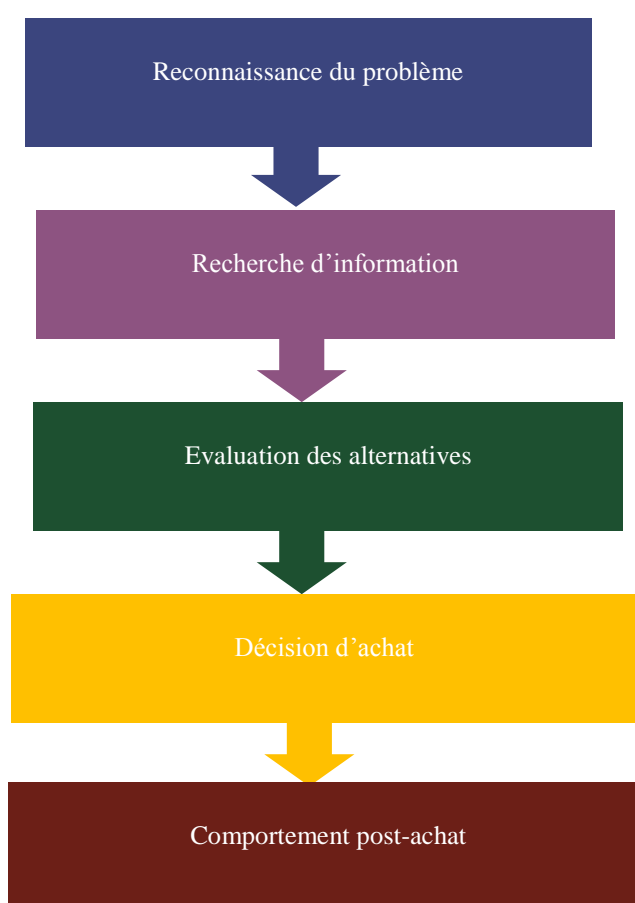 Reconnaissance du problème
Recherche d’information
Evaluation des alternatives
Décision d’achat
Comportement post-achat